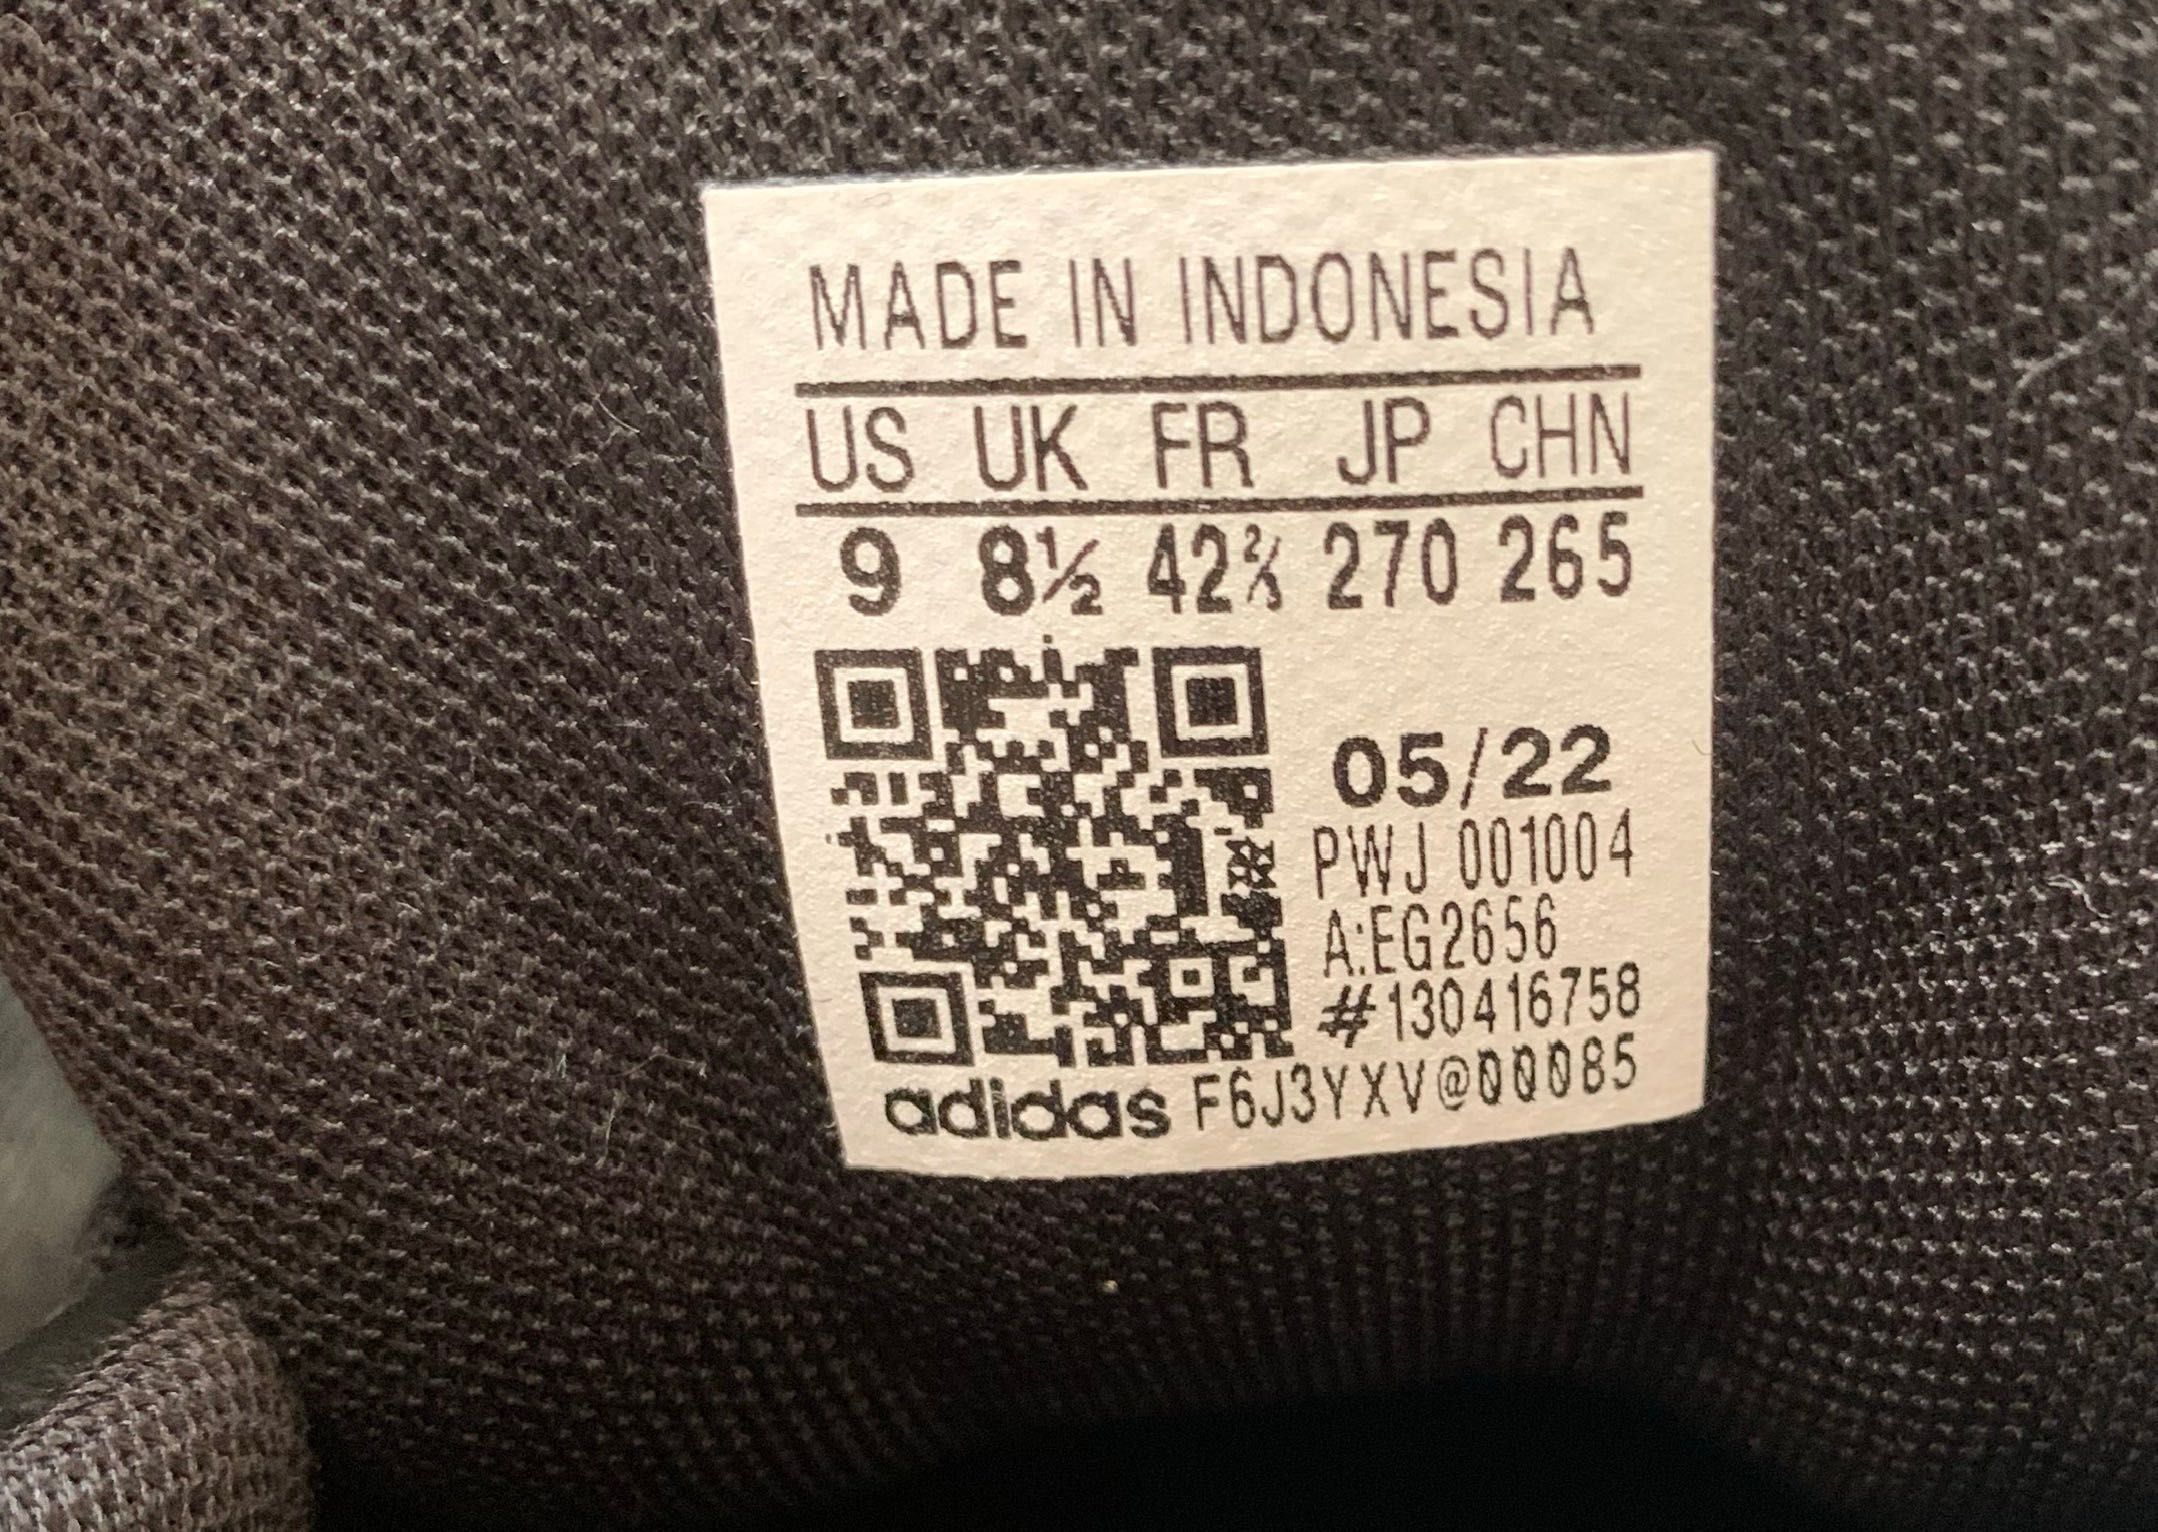 MADE IN INDONESIA
US UK FR JP CHN
9 8½ 42⅔ 270 265
05/22
PWJ 001004
A:EG2656
#130416758
adidas F6J3YXV@00085